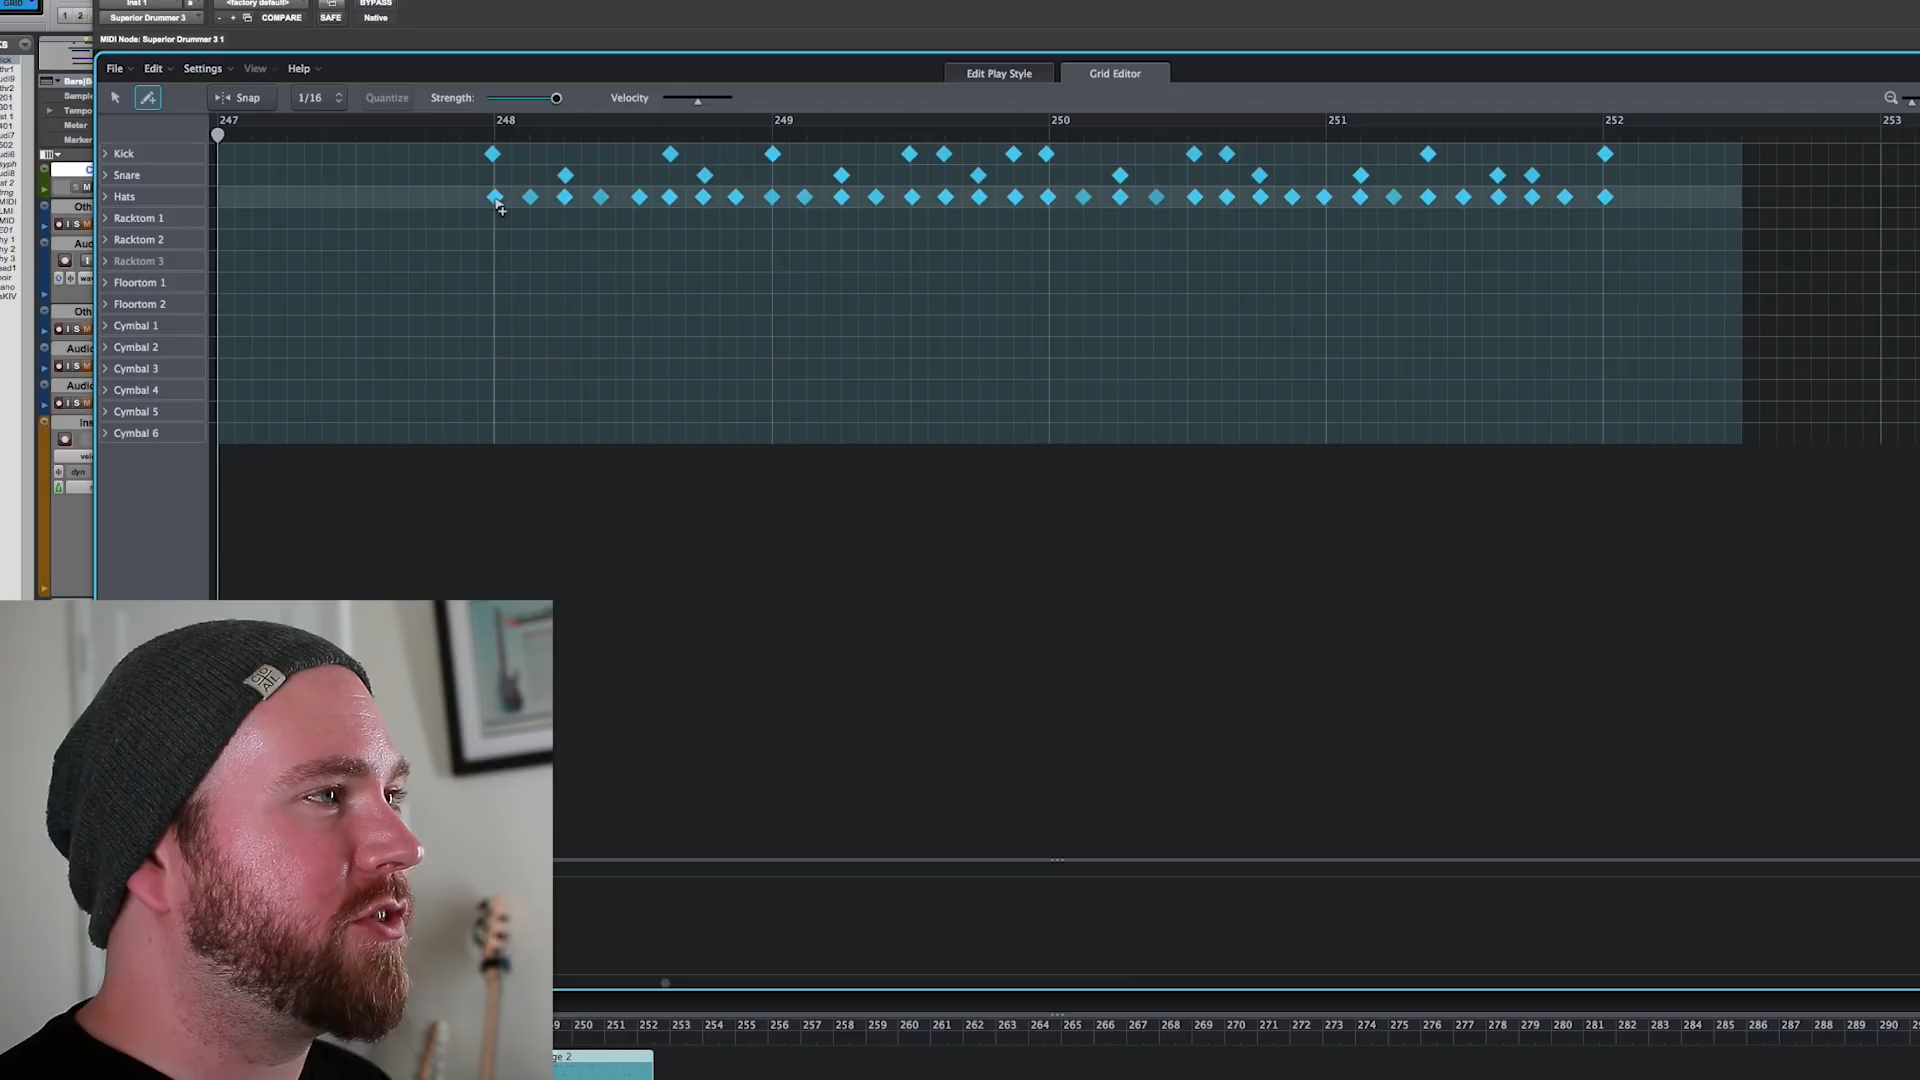 GRID
1 2
Inst 1 a
<factory default>
BYPASS
Superior Drummer 3
- + COMPARE SAFE Native
MIDI Node: Superior Drummer 3 1
File Edit Settings View Help
Edit Play Style Grid Editor
Snap 1/16 Quantize Strength: Velocity
247 248 249 250 251 252 253
Kick
Snare
Hats
Racktom 1
Racktom 2
Racktom 3
Floortom 1
Floortom 2
Cymbal 1
Cymbal 2
Cymbal 3
Cymbal 4
Cymbal 5
Cymbal 6
Bars|B
Sampl
Tempo
Meter
Marker
S M
Oth
I S M
Aud
I
wav
Oth
I S M
Audi
I S M
Audi
I S M
Ins
vel
dyn
COAL
9 250 251 252 253 254 255 256 257 258 259 260 261 262 263 264 265 266 267 268 269 270 271 272 273 274 275 276 277 278 279 280 281 282 283 284 285 286 287 288 289 290
ge 2